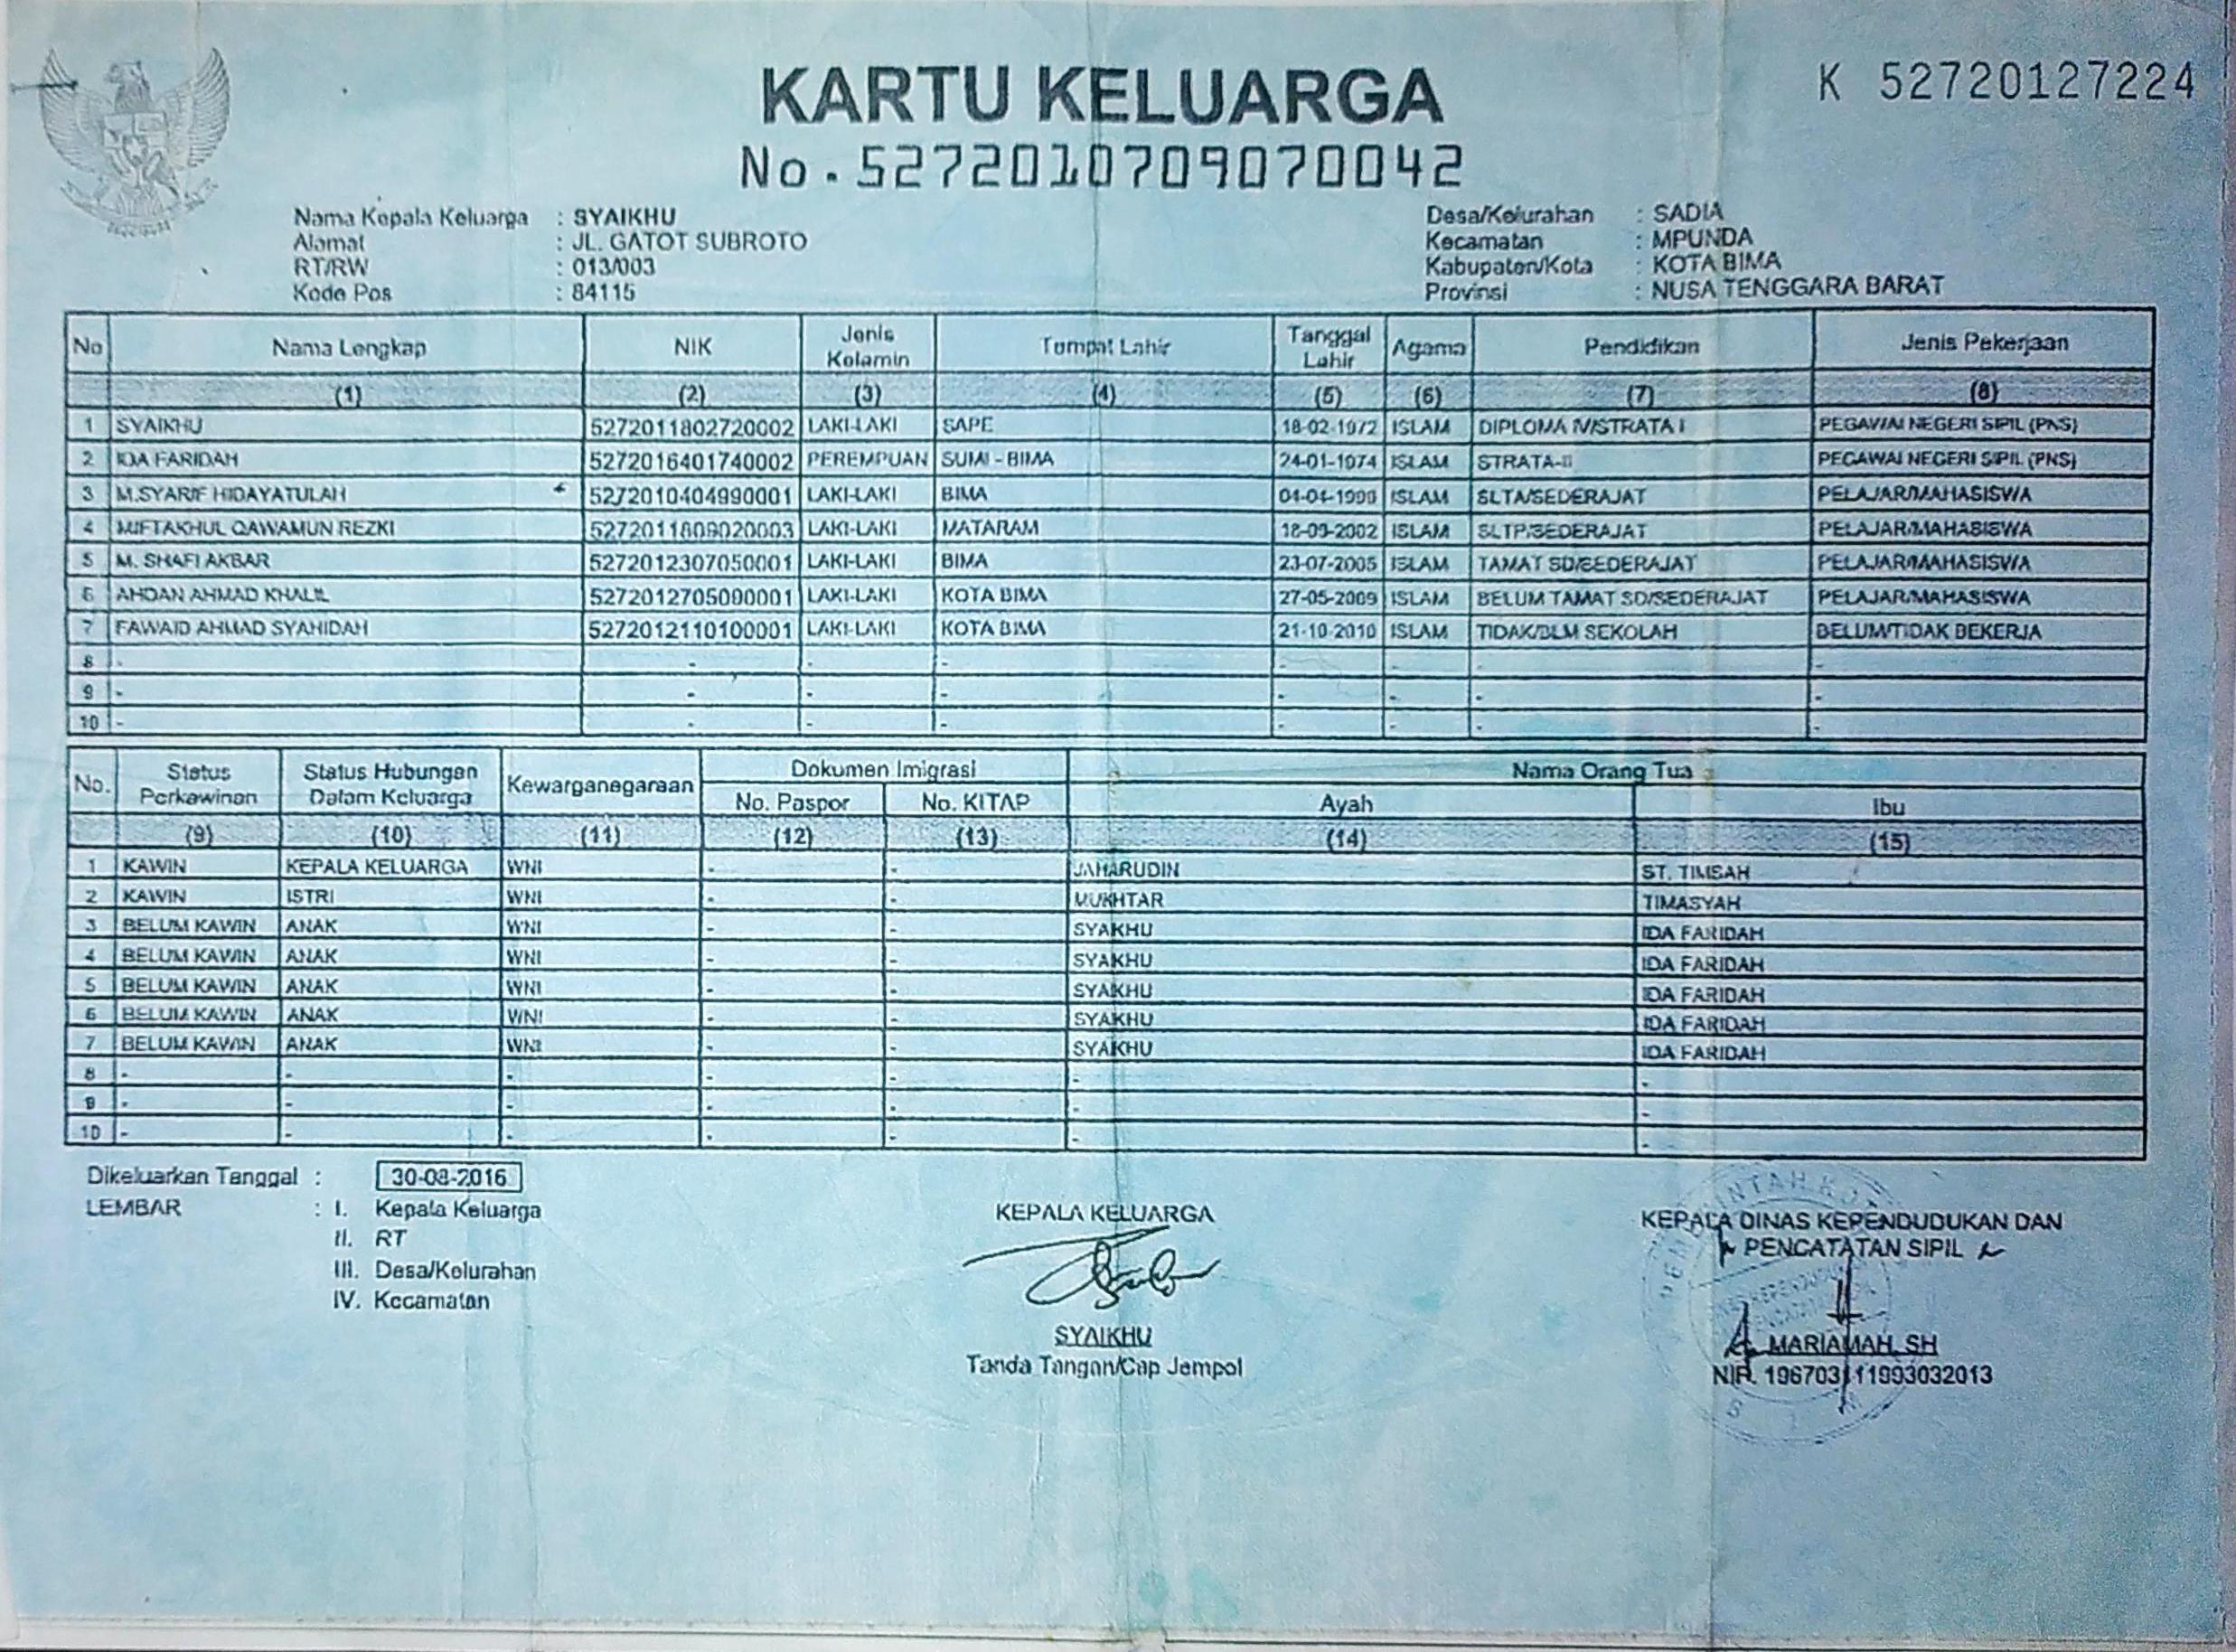 KARTU KELUARGA
K 52720127224
No. 5272010709070042
Nama Kepala Keluarga : SYAIKHU
Alamat : JL. GATOT SUBROTO
RT/RW : 013/003
Kode Pos : 84115
Desa/Kelurahan : SADIA
Kecamatan : MPUNDA
Kabupaten/Kota : KOTA BIMA
Provinsi : NUSA TENGGARA BARAT
No Nama Lengkap NIK Jenis Kelamin Tempat Lahir Tanggal Lahir Agama Pendidikan Jenis Pekerjaan
(1) (2) (3) (4) (5) (6) (7) (8)
1 SYAIKHU 5272011802720002 LAKI-LAKI SAPE 18-02-1972 ISLAM DIPLOMA IV/STRATA I PEGAWAI NEGERI SIPIL (PNS)
2 IDA FARIDAH 5272016401740002 PEREMPUAN SUMI - BIMA 24-01-1974 ISLAM STRATA-II PEGAWAI NEGERI SIPIL (PNS)
3 M.SYARIF HIDAYATULAH 5272010404990001 LAKI-LAKI BIMA 04-04-1999 ISLAM SLTA/SEDERAJAT PELAJAR/MAHASISWA
4 MIFTAKHUL QAWAMUN REZKI 5272011809020003 LAKI-LAKI MATARAM 18-09-2002 ISLAM SLTP/SEDERAJAT PELAJAR/MAHASISWA
5 M. SHAFI AKBAR 5272012307050001 LAKI-LAKI BIMA 23-07-2005 ISLAM TAMAT SD/SEDERAJAT PELAJAR/MAHASISWA
6 AHDAN AHMAD KHALIL 5272012705090001 LAKI-LAKI KOTA BIMA 27-05-2009 ISLAM BELUM TAMAT SD/SEDERAJAT PELAJAR/MAHASISWA
7 FAWAID AHMAD SYAHIDAH 5272012110100001 LAKI-LAKI KOTA BIMA 21-10-2010 ISLAM TIDAK/BLM SEKOLAH BELUM/TIDAK BEKERJA
8 - - - - - - - -
9 - - - - - - - -
10 - - - - - - - -
No. Status Perkawinan Status Hubungan Dalam Keluarga Kewarganegaraan Dokumen Imigrasi Nama Orang Tua
No. Paspor No. KITAP Ayah Ibu
(9) (10) (11) (12) (13) (14) (15)
1 KAWIN KEPALA KELUARGA WNI - - JAHARUDIN ST. TIMSAH
2 KAWIN ISTRI WNI - - MUKHTAR TIMASYAH
3 BELUM KAWIN ANAK WNI - - SYAKHU IDA FARIDAH
4 BELUM KAWIN ANAK WNI - - SYAKHU IDA FARIDAH
5 BELUM KAWIN ANAK WNI - - SYAKHU IDA FARIDAH
6 BELUM KAWIN ANAK WNI - - SYAKHU IDA FARIDAH
7 BELUM KAWIN ANAK WNI - - SYAKHU IDA FARIDAH
8 - - - - - - -
9 - - - - - - -
10 - - - - - - -
Dikeluarkan Tanggal : 30-08-2016
LEMBAR : I. Kepala Keluarga
II. RT
III. Desa/Kelurahan
IV. Kecamatan
KEPALA KELUARGA
SYAIKHU
Tanda Tangan/Cap Jempol
KEPALA DINAS KEPENDUDUKAN DAN
PENCATATAN SIPIL
MARIAMAH, SH
NIP. 196703111993032013